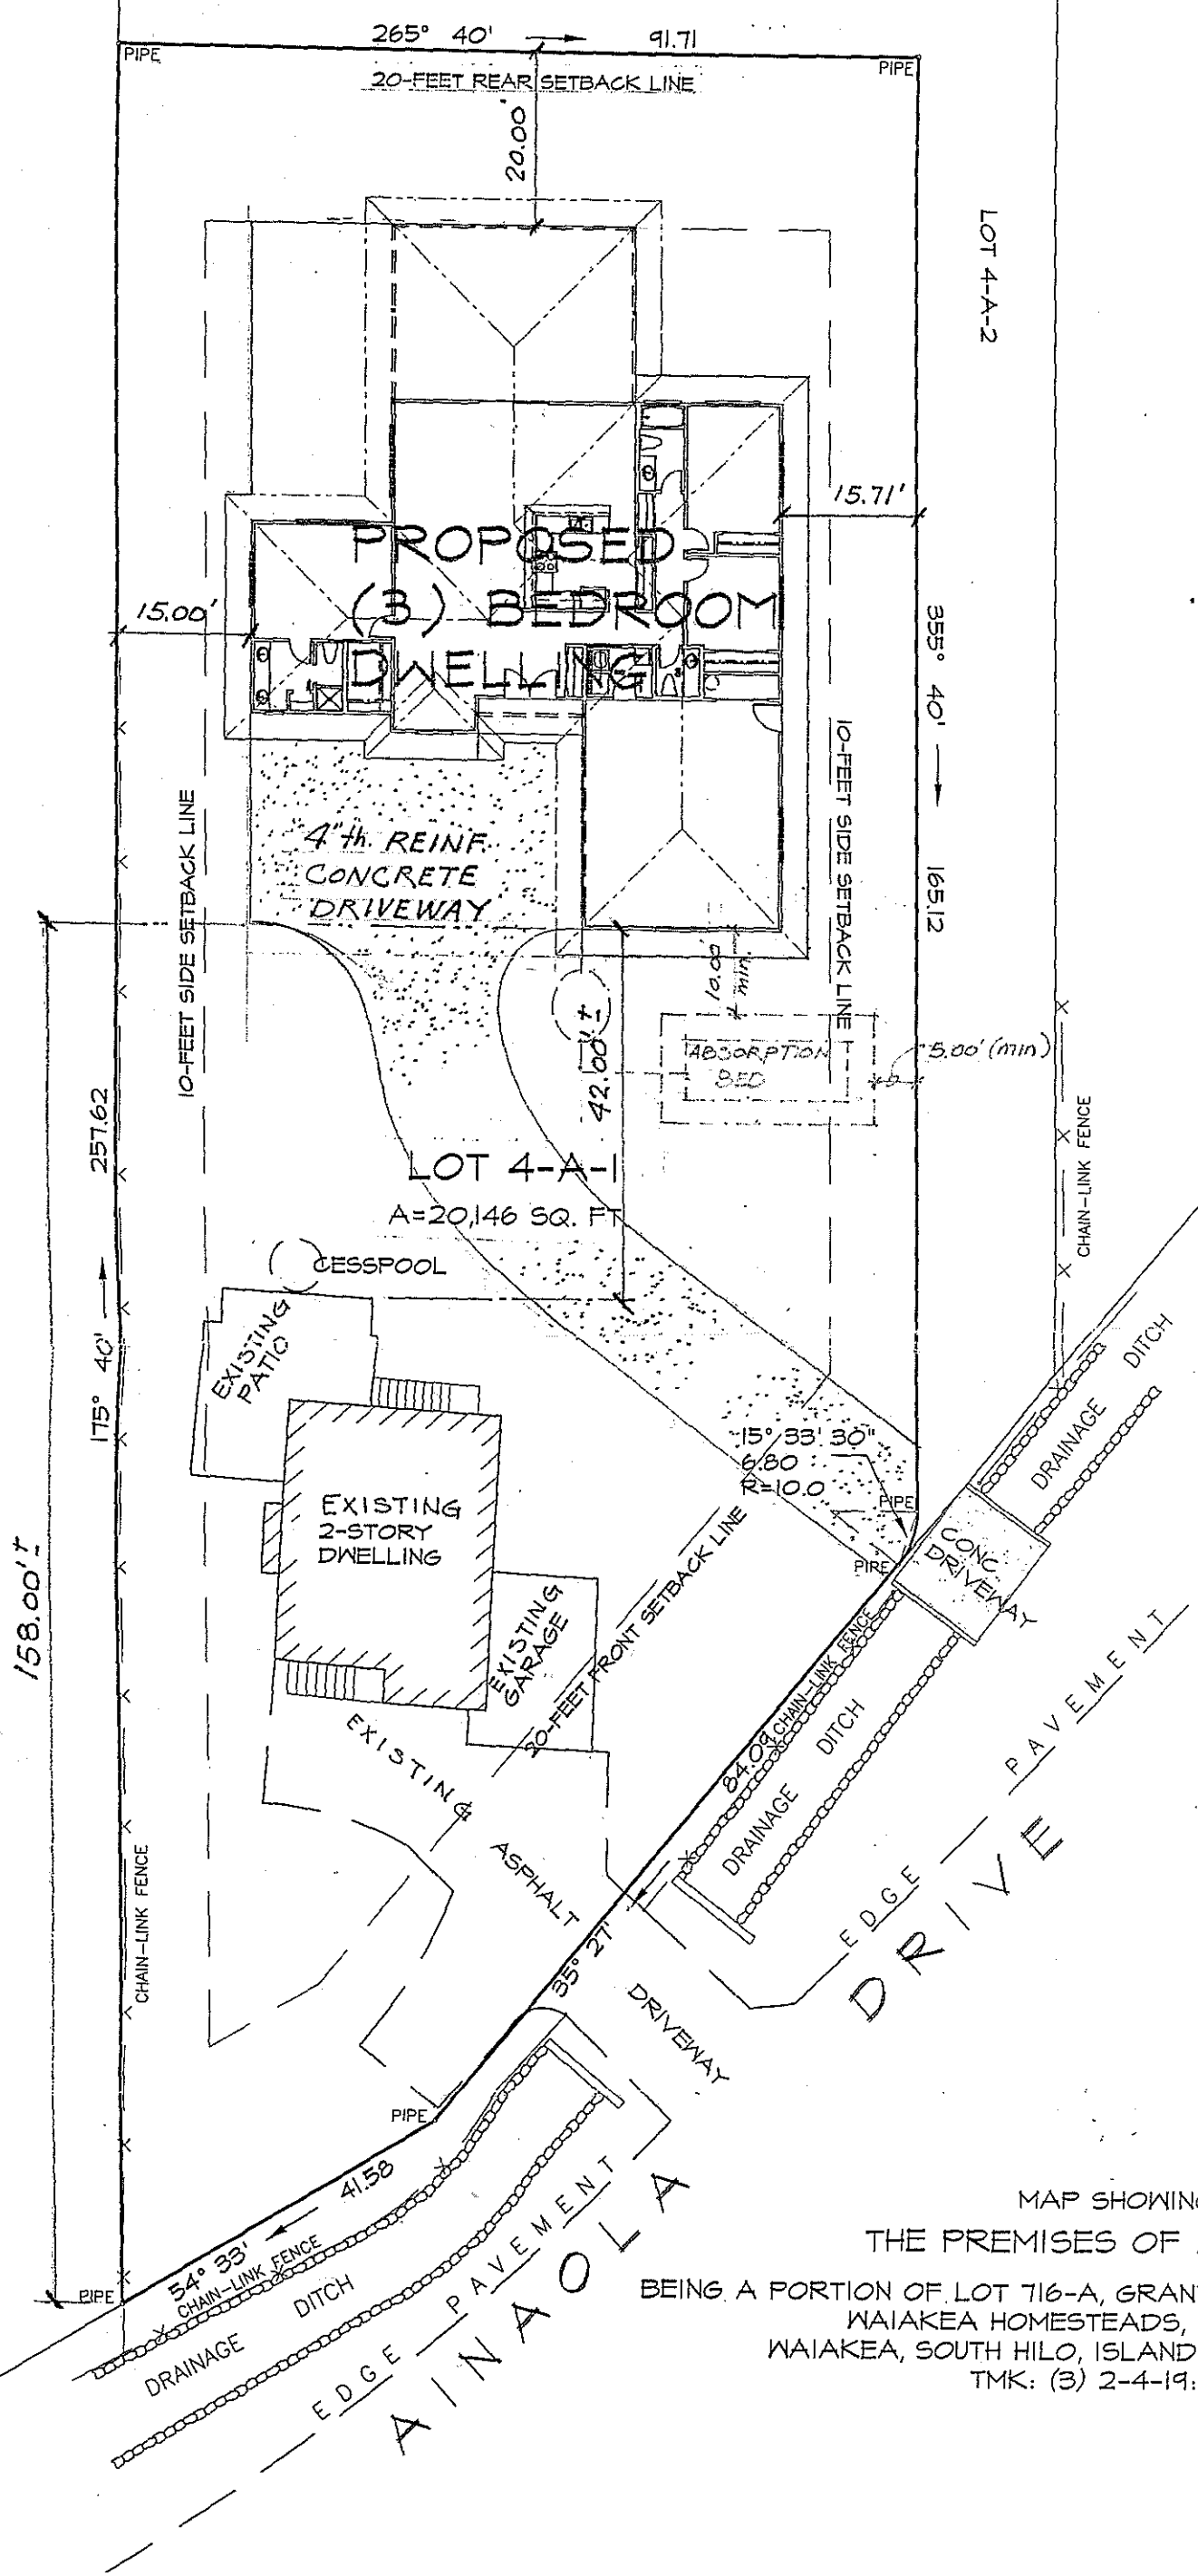 265° 40' 91.71
PIPE
PIPE
20-FEET REAR SETBACK LINE
20.00'
LOT 4-A-2
15.71'
PROPOSED
(3) BEDROOM
DWELLING
15.00'
355° 40' 165.12
10-FEET SIDE SETBACK LINE
10-FEET SIDE SETBACK LINE
4" th. REINF.
CONCRETE
DRIVEWAY
10.00'
MIN
ABSORPTION
BED
5.00' (min)
42.00'±
CHAIN-LINK FENCE
175° 40' 257.62
LOT 4-A-1
A=20,146 SQ. FT
CESSPOOL
EXISTING
PATIO
DRAINAGE DITCH
15° 33' 30"
6.80
R=10.0
PIPE
PIPE
CONC
DRIVEWAY
EXISTING
2-STORY
DWELLING
EXISTING
GARAGE
20-FEET FRONT SETBACK LINE
158.00'±
CHAIN-LINK FENCE
84.09
DRAINAGE DITCH
EDGE PAVEMENT
EXISTING
ASPHALT
DRIVEWAY
CHAIN-LINK FENCE
35° 27'
DRIVE
PIPE
41.58
54° 33'
CHAIN-LINK FENCE
PIPE
DRAINAGE DITCH
EDGE PAVEMENT
AINAOLA
MAP SHOWING
THE PREMISES OF
BEING A PORTION OF LOT 716-A, GRANT
WAIAKEA HOMESTEADS,
WAIAKEA, SOUTH HILO, ISLAND
TMK: (3) 2-4-19: